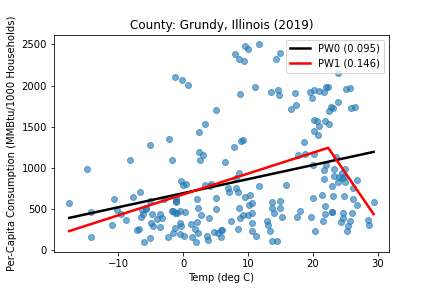 County: Grundy, Illinois (2019)
Per-Capita Consumption (MMBtu/1000 Households)
2500
2000
1500
1000
500
0
PW0 (0.095)
PW1 (0.146)
−10 0 10 20 30
Temp (deg C)